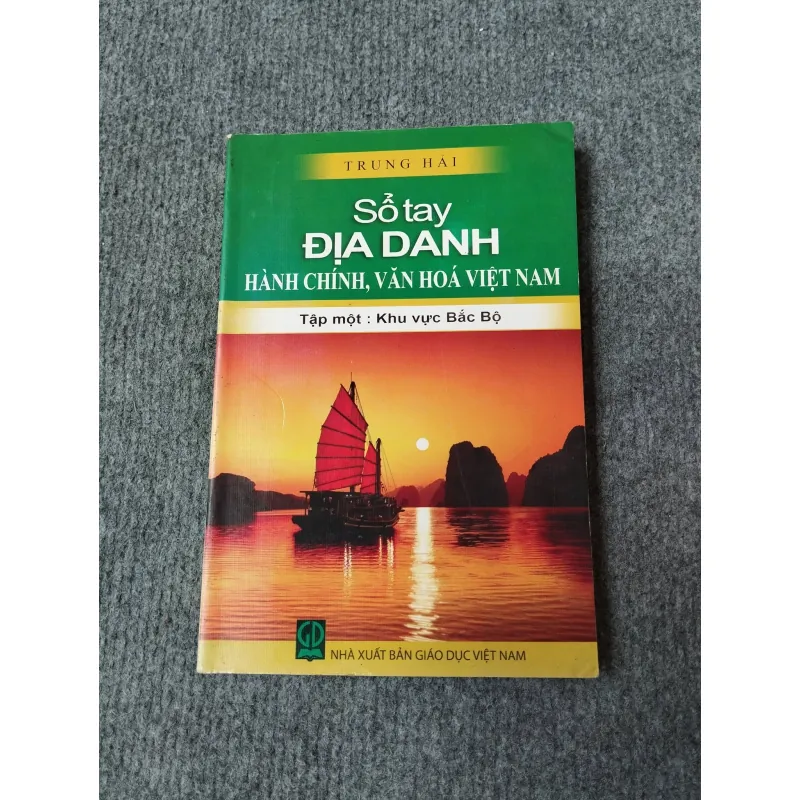 TRUNG HẢI
Sổ tay
ĐỊA DANH
HÀNH CHÍNH, VĂN HOÁ VIỆT NAM
Tập một : Khu vực Bắc Bộ
GD
NHÀ XUẤT BẢN GIÁO DỤC VIỆT NAM